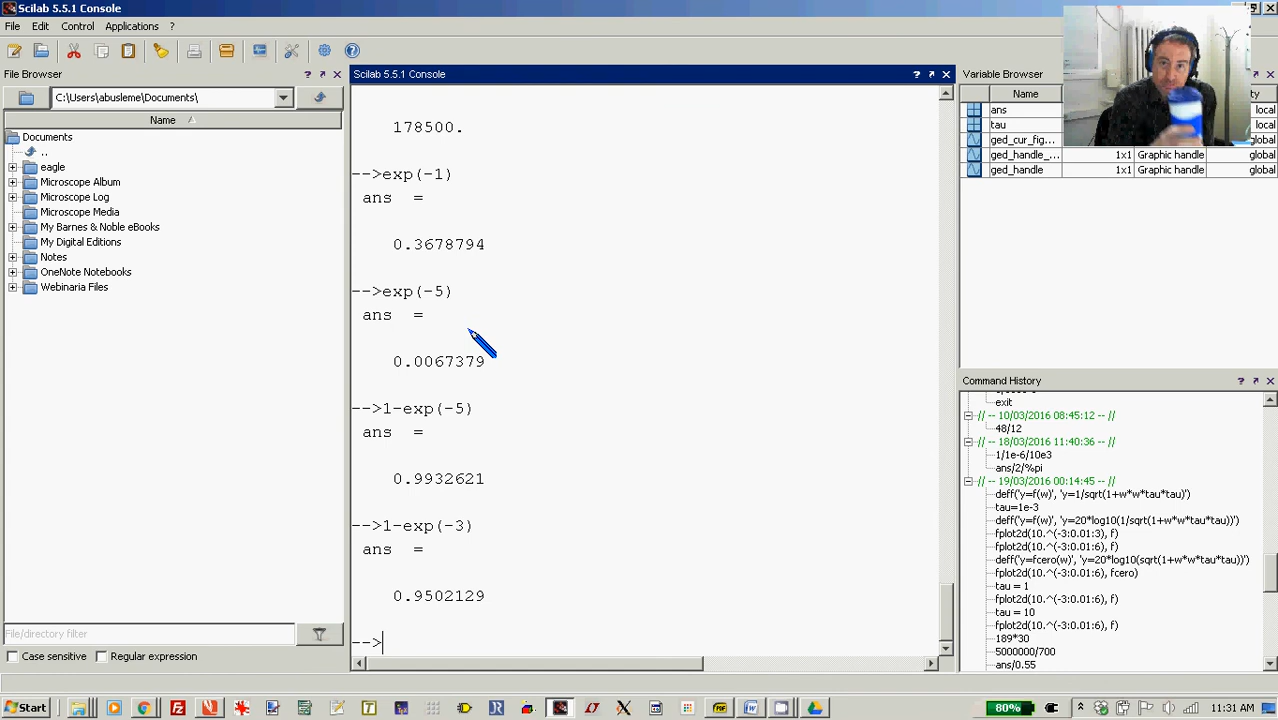 Scilab 5.5.1 Console
File Edit Control Applications ?
File Browser
C:\Users\abusleme\Documents\
Name
Documents
..
eagle
Microscope Album
Microscope Log
Microscope Media
My Barnes & Noble eBooks
My Digital Editions
Notes
OneNote Notebooks
Webinaria Files
File/directory filter
Case sensitive Regular expression
Scilab 5.5.1 Console
178500.
-->exp(-1)
ans =
0.3678794
-->exp(-5)
ans =
0.0067379
-->1-exp(-5)
ans =
0.9932621
-->1-exp(-3)
ans =
0.9502129
-->
Variable Browser
Name
ans local
tau local
ged_cur_fig... global
ged_handle_... 1x1 Graphic handle global
ged_handle 1x1 Graphic handle global
Command History
exit
// -- 10/03/2016 08:45:12 -- //
48/12
// -- 18/03/2016 11:40:36 -- //
1/1e-6/10e3
ans/2/%pi
// -- 19/03/2016 00:14:45 -- //
deff('y=f(w)', 'y=1/sqrt(1+w*w*tau*tau)')
tau=1e-3
deff('y=f(w)', 'y=20*log10(1/sqrt(1+w*w*tau*tau))')
fplot2d(10.^(-3:0.01:3), f)
fplot2d(10.^(-3:0.01:6), f)
deff('y=fcero(w)', 'y=20*log10(sqrt(1+w*w*tau*tau))')
fplot2d(10.^(-3:0.01:6), fcero)
tau = 1
fplot2d(10.^(-3:0.01:6), f)
tau = 10
fplot2d(10.^(-3:0.01:6), f)
189*30
5000000/700
ans/0.55
Start
80%
11:31 AM